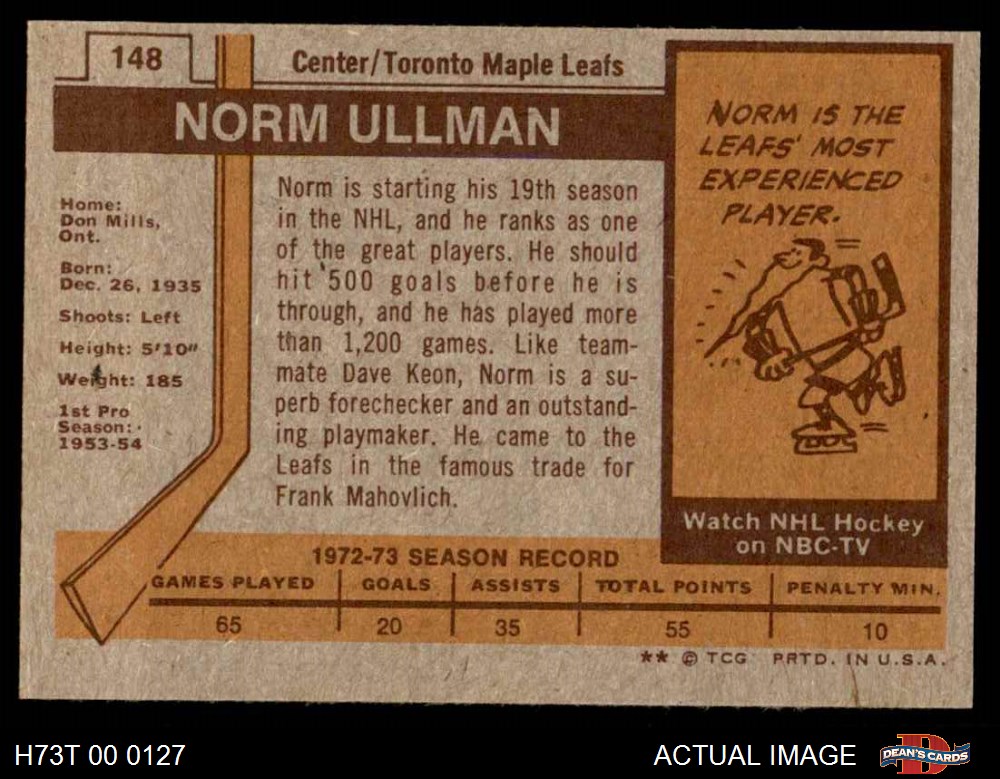 148
Center/Toronto Maple Leafs
NORM ULLMAN
Home:
Don Mills,
Ont.
Born:
Dec. 26, 1935
Shoots: Left
Height: 5'10"
Weight: 185
1st Pro
Season:
1953-54
Norm is starting his 19th season
in the NHL, and he ranks as one
of the great players. He should
hit 500 goals before he is
through, and he has played more
than 1,200 games. Like team-
mate Dave Keon, Norm is a su-
perb forechecker and an outstand-
ing playmaker. He came to the
Leafs in the famous trade for
Frank Mahovlich.
NORM IS THE
LEAFS' MOST
EXPERIENCED
PLAYER.
Watch NHL Hockey
on NBC-TV
1972-73 SEASON RECORD
GAMES PLAYED GOALS ASSISTS TOTAL POINTS PENALTY MIN.
65 20 35 55 10
** © TCG PRTD. IN U.S.A.
H73T 00 0127
ACTUAL IMAGE
DEAN'S CARDS